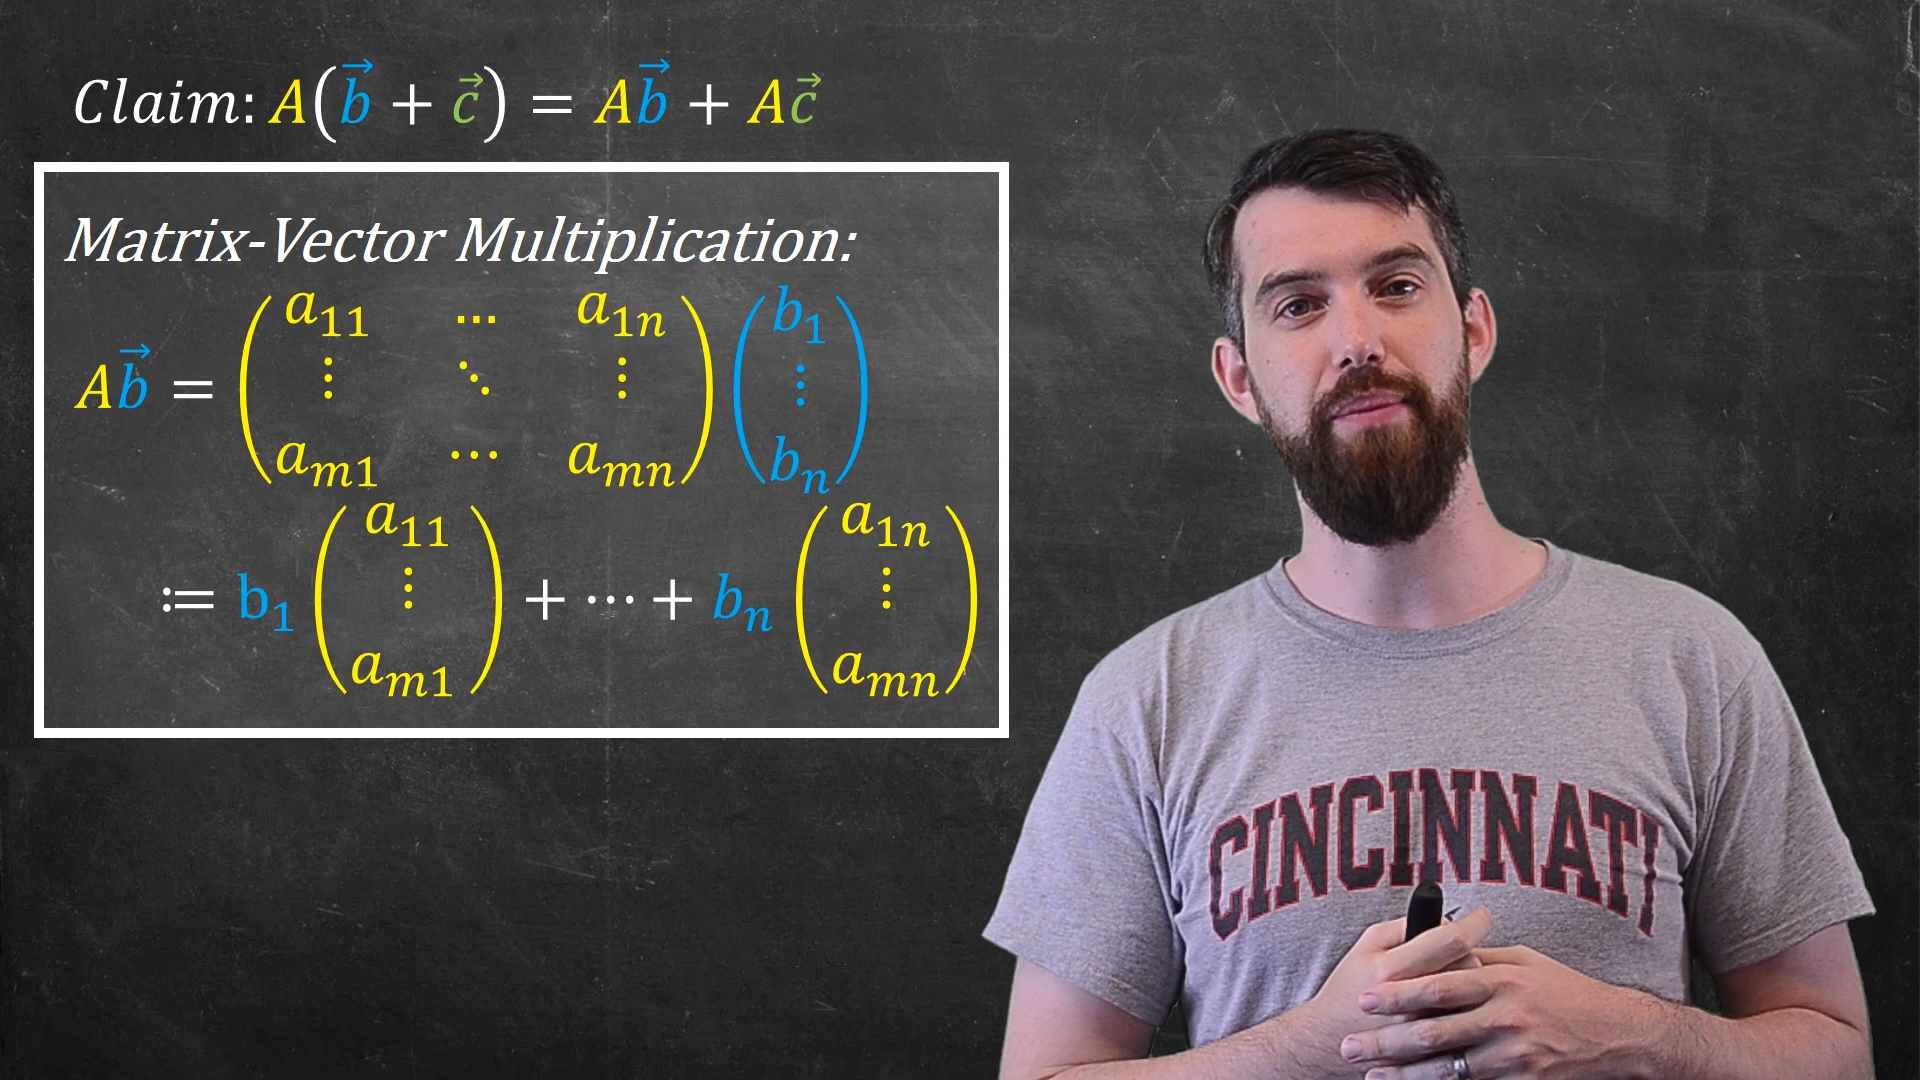 Claim: A(b⃗ + c⃗) = Ab⃗ + Ac⃗
Matrix-Vector Multiplication:
Ab⃗ = (a₁₁ ⋯ a₁ₙ ⋮ ⋱ ⋮ aₘ₁ ⋯ aₘₙ)(b₁ ⋮ bₙ)
≔ b₁(a₁₁ ⋮ aₘ₁) + ⋯ + bₙ(a₁ₙ ⋮ aₘₙ)
CINCINNATI